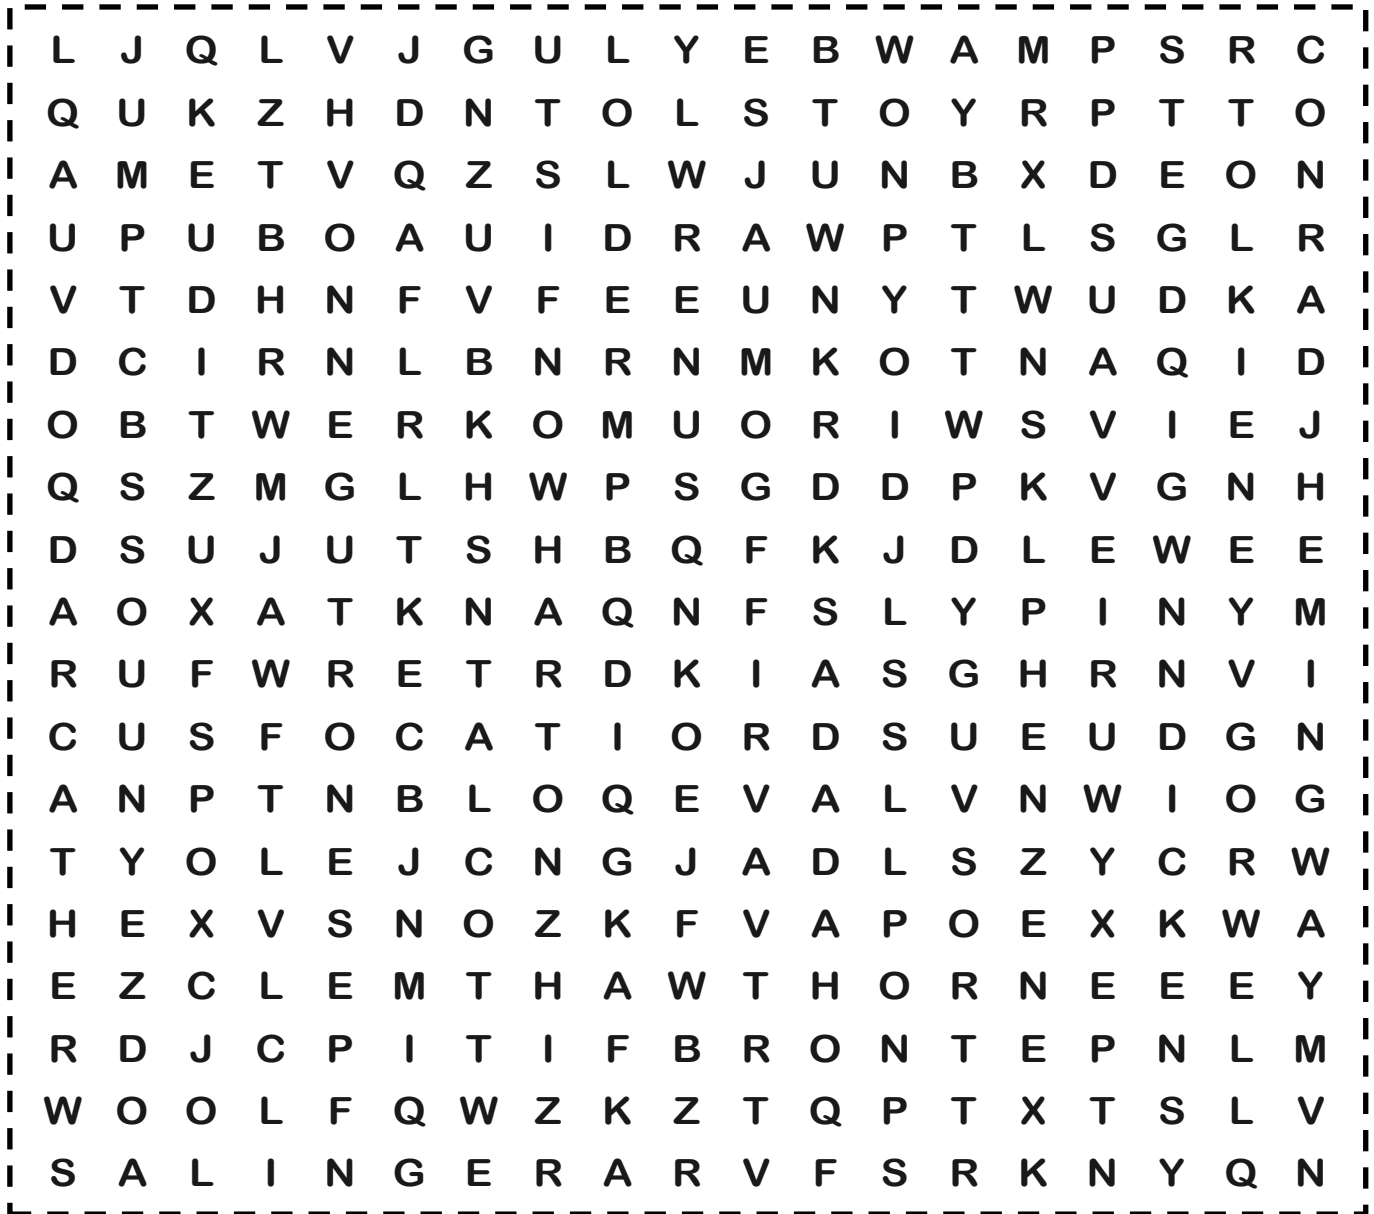 L J Q L V J G U L Y E B W A M P S R C
Q U K Z H D N T O L S T O Y R P T T O
A M E T V Q Z S L W J U N B X D E O N
U P U B O A U I D R A W P T L S G L R
V T D H N F V F E E U N Y T W U D K A
D C I R N L B N R N M K O T N A Q I D
O B T W E R K O M U O R I W S V I E J
Q S Z M G L H W P S G D D P K V G N H
D S U J U T S H B Q F K J D L E W E E
A O X A T K N A Q N F S L Y P I N Y M
R U F W R E T R D K I A S G H R N V I
C U S F O C A T I O R D S U E U D G N
A N P T N B L O Q E V A L V N W I O G
T Y O L E J C N G J A D L S Z Y C R W
H E X V S N O Z K F V A P O E X K W A
E Z C L E M T H A W T H O R N E E E Y
R D J C P I T I F B R O N T E P N L M
W O O L F Q W Z K Z T Q P T X T S L V
S A L I N G E R A R V F S R K N Y Q N